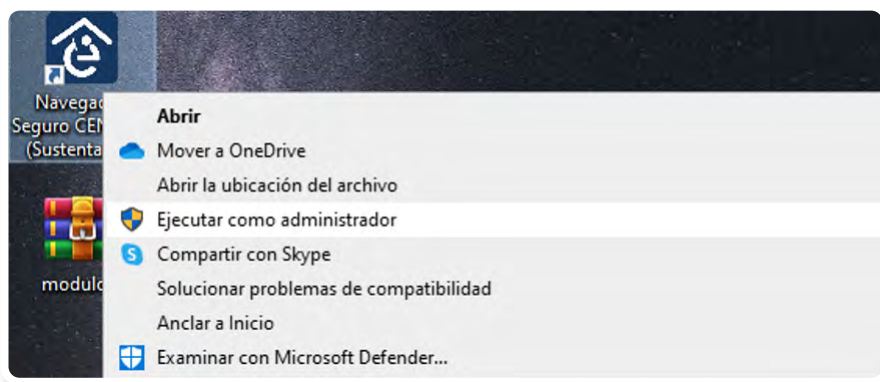 Navegad
Seguro CEN
(Sustenta
modulo
Abrir
Mover a OneDrive
Abrir la ubicación del archivo
Ejecutar como administrador
Compartir con Skype
Solucionar problemas de compatibilidad
Anclar a Inicio
Examinar con Microsoft Defender...